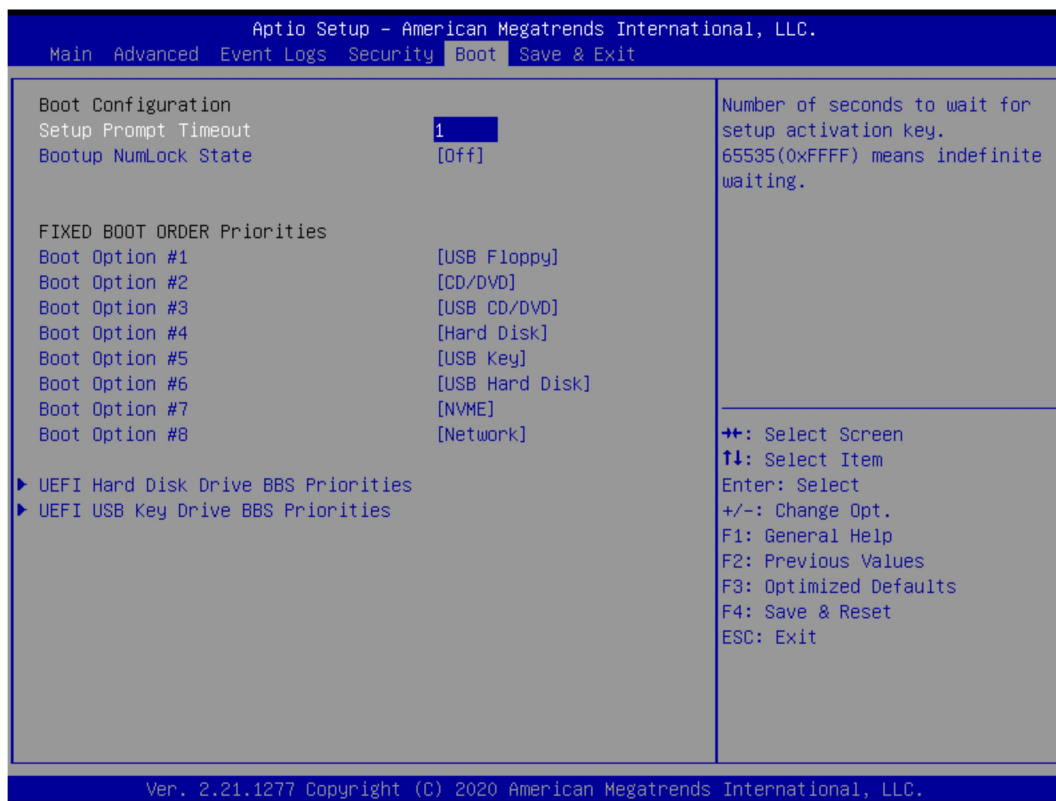 Aptio Setup – American Megatrends International, LLC.
Main Advanced Event Logs Security Boot Save & Exit
Boot Configuration
Setup Prompt Timeout 1
Bootup NumLock State [Off]
FIXED BOOT ORDER Priorities
Boot Option #1 [USB Floppy]
Boot Option #2 [CD/DVD]
Boot Option #3 [USB CD/DVD]
Boot Option #4 [Hard Disk]
Boot Option #5 [USB Key]
Boot Option #6 [USB Hard Disk]
Boot Option #7 [NVME]
Boot Option #8 [Network]
UEFI Hard Disk Drive BBS Priorities
UEFI USB Key Drive BBS Priorities
Number of seconds to wait for
setup activation key.
65535(0xFFFF) means indefinite
waiting.
→←: Select Screen
↑↓: Select Item
Enter: Select
+/-: Change Opt.
F1: General Help
F2: Previous Values
F3: Optimized Defaults
F4: Save & Reset
ESC: Exit
Ver. 2.21.1277 Copyright (C) 2020 American Megatrends International, LLC.